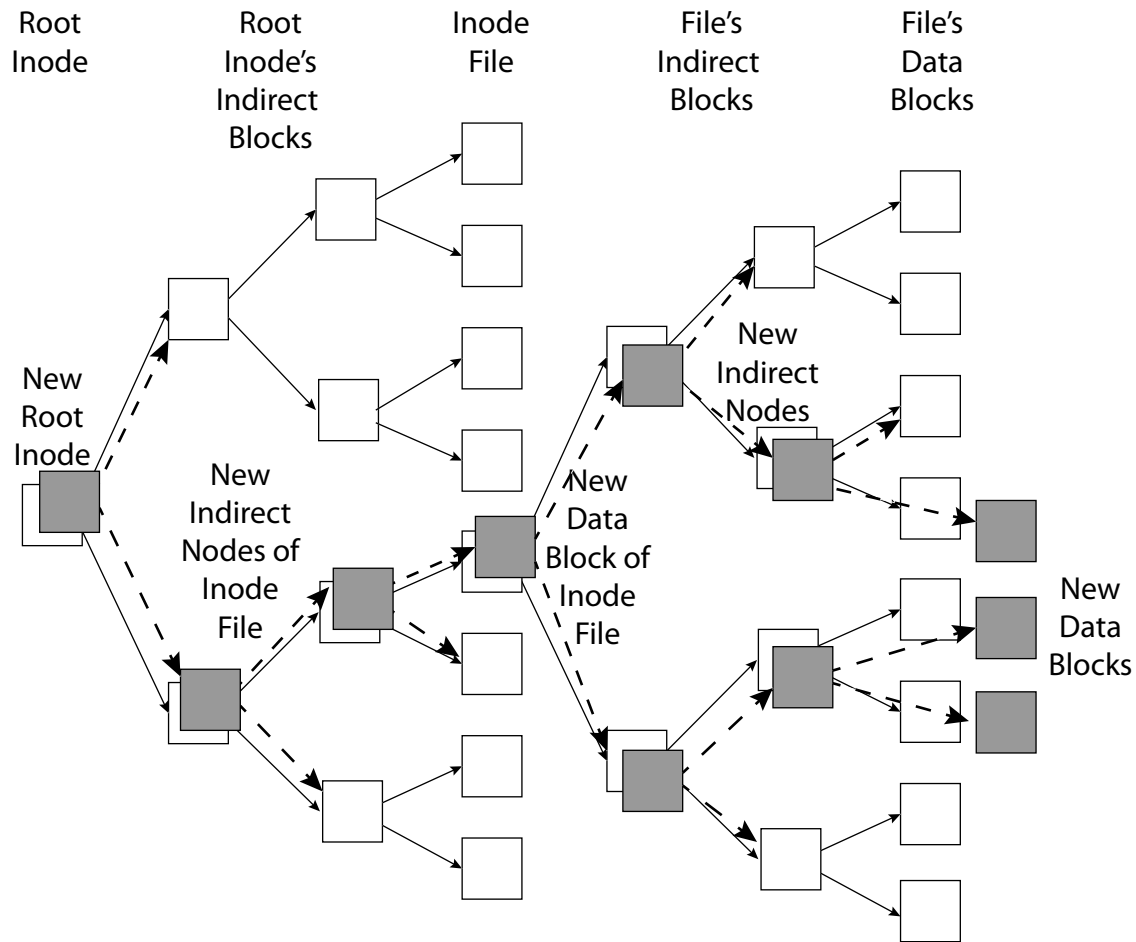 Root
Inode
Root
Inode’s
Indirect
Blocks
Inode
File
File’s
Indirect
Blocks
File’s
Data
Blocks
New
Root
Inode
New
Indirect
Nodes of
Inode
File
New
Data
Block of
Inode
File
New
Indirect
Nodes
New
Data
Blocks